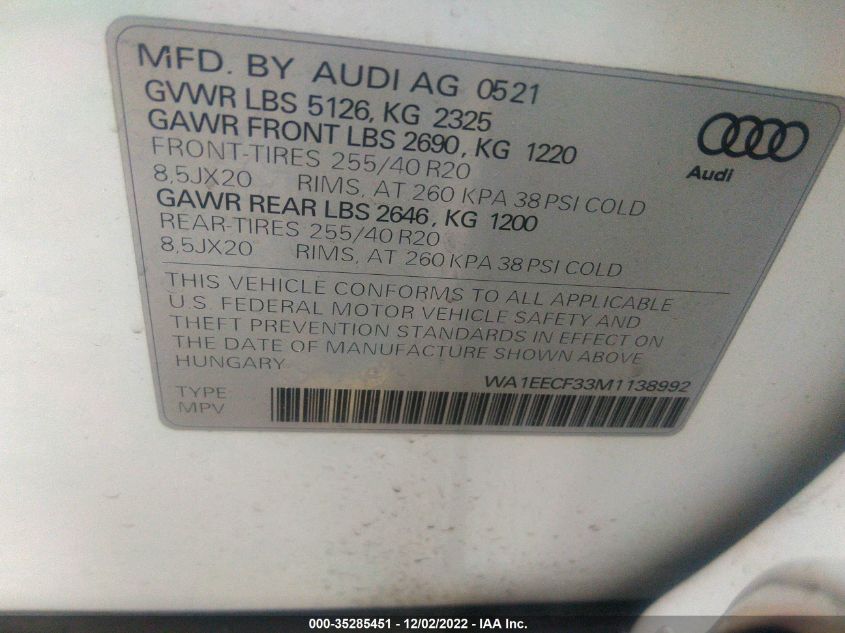 MFD. BY AUDI AG 0521
GVWR LBS 5126, KG 2325
GAWR FRONT LBS 2690, KG 1220
FRONT-TIRES 255/40 R20
8,5JX20 RIMS, AT 260 KPA 38 PSI COLD
GAWR REAR LBS 2646, KG 1200
REAR-TIRES 255/40 R20
8,5JX20 RIMS, AT 260 KPA 38 PSI COLD
Audi
THIS VEHICLE CONFORMS TO ALL APPLICABLE
U.S. FEDERAL MOTOR VEHICLE SAFETY AND
THEFT PREVENTION STANDARDS IN EFFECT ON
THE DATE OF MANUFACTURE SHOWN ABOVE
HUNGARY
WA1EECF33M1138992
TYPE
MPV
000-35285451 - 12/02/2022 - IAA Inc.